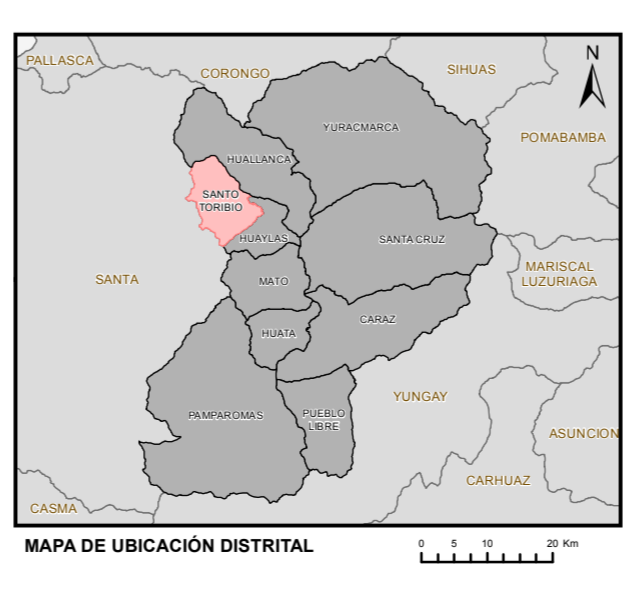 PALLASCA
CORONGO
SIHUAS
N
YURACMARCA
POMABAMBA
HUALLANCA
SANTO
TORIBIO
HUAYLAS
SANTA CRUZ
SANTA
MATO
MARISCAL
LUZURIAGA
CARAZ
HUATA
YUNGAY
PAMPAROMAS
PUEBLO
LIBRE
ASUNCION
CARHUAZ
CASMA
MAPA DE UBICACIÓN DISTRITAL
0 5 10 20 Km